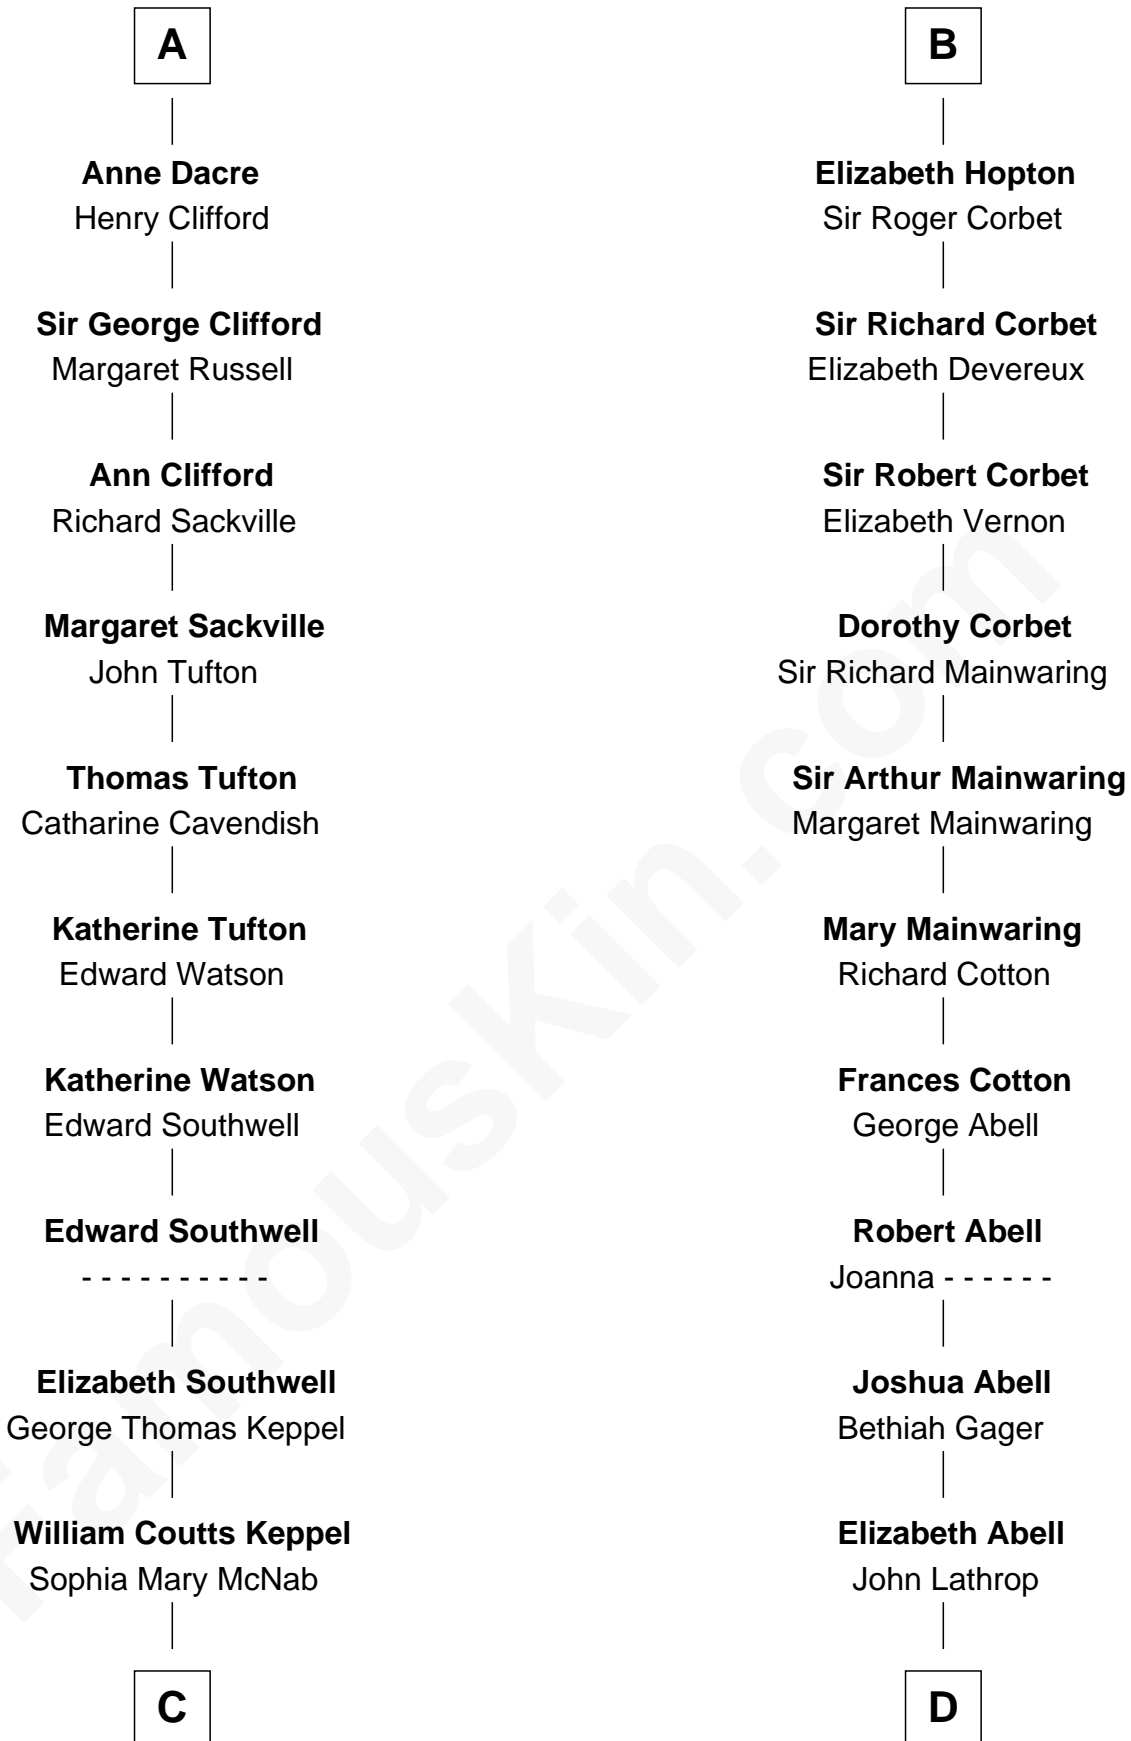 A
Anne Dacre
Henry Clifford
Sir George Clifford
Margaret Russell
Ann Clifford
Richard Sackville
Margaret Sackville
John Tufton
Thomas Tufton
Catharine Cavendish
Katherine Tufton
Edward Watson
Katherine Watson
Edward Southwell
Edward Southwell
- - - - - - - - - -
Elizabeth Southwell
George Thomas Keppel
William Coutts Keppel
Sophia Mary McNab
C
B
Elizabeth Hopton
Sir Roger Corbet
Sir Richard Corbet
Elizabeth Devereux
Sir Robert Corbet
Elizabeth Vernon
Dorothy Corbet
Sir Richard Mainwaring
Sir Arthur Mainwaring
Margaret Mainwaring
Mary Mainwaring
Richard Cotton
Frances Cotton
George Abell
Robert Abell
Joanna - - - - - -
Joshua Abell
Bethiah Gager
Elizabeth Abell
John Lathrop
D
FamousKin.com